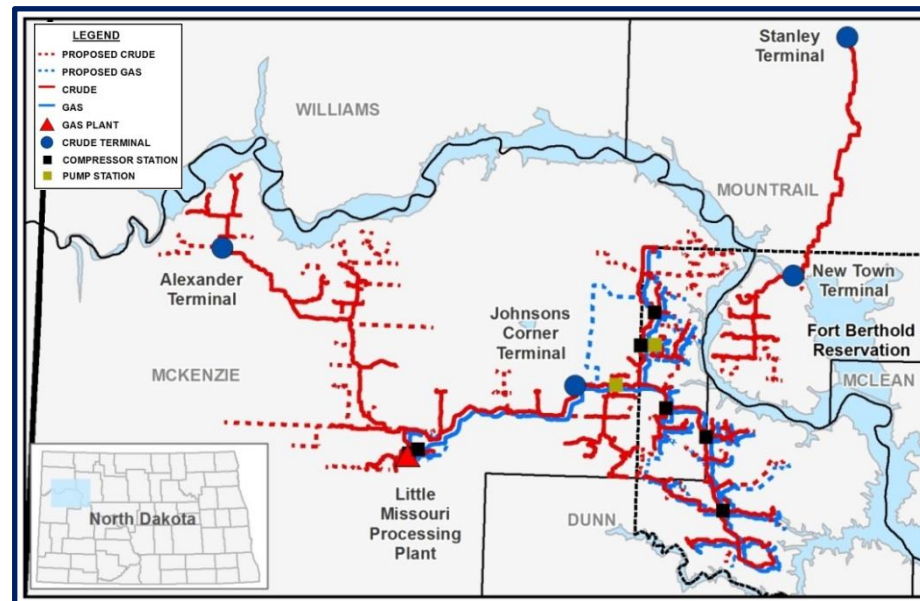 LEGEND
PROPOSED CRUDE
PROPOSED GAS
CRUDE
GAS
GAS PLANT
CRUDE TERMINAL
COMPRESSOR STATION
PUMP STATION
Stanley
Terminal
WILLIAMS
MOUNTRAIL
Alexander
Terminal
New Town
Terminal
Johnsons
Corner
Terminal
Fort Berthold
Reservation
MCKENZIE
MCLEAN
Little
Missouri
Processing
Plant
DUNN
North Dakota